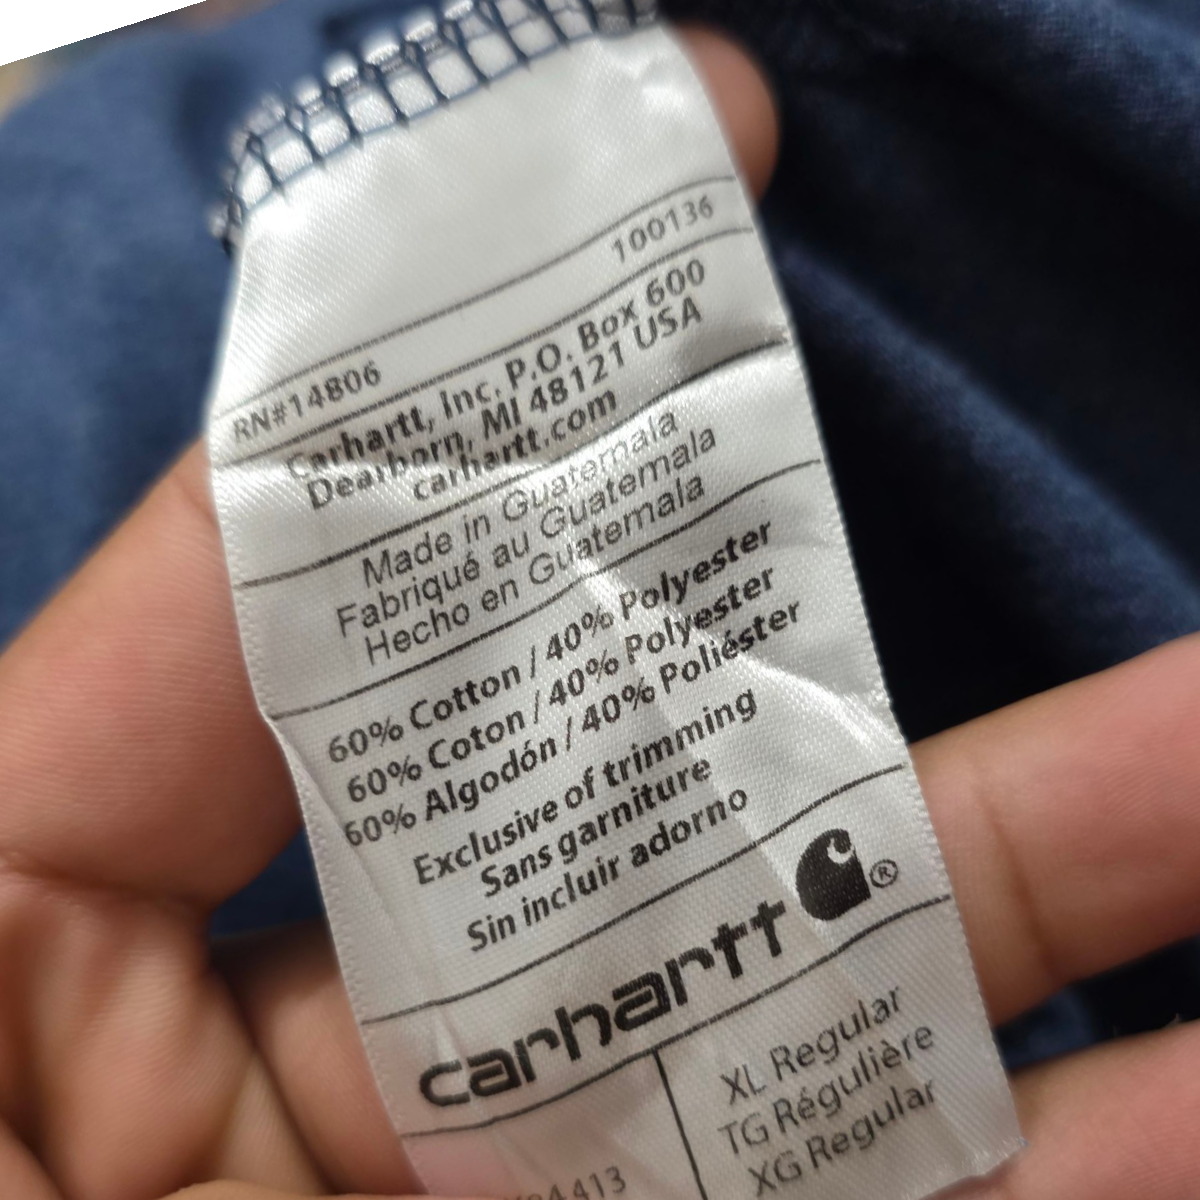 100136
RN#14806
Carhartt, Inc. P.O. Box 600
Dearborn, MI 48121 USA
carhartt.com
Made in Guatemala
Fabriqué au Guatemala
Hecho en Guatemala
60% Cotton / 40% Polyester
60% Coton / 40% Polyester
60% Algodón / 40% Poliéster
Exclusive of trimming
Sans garniture
Sin incluir adorno
carhartt ®
XL Regular
TG Régulière
XG Regular